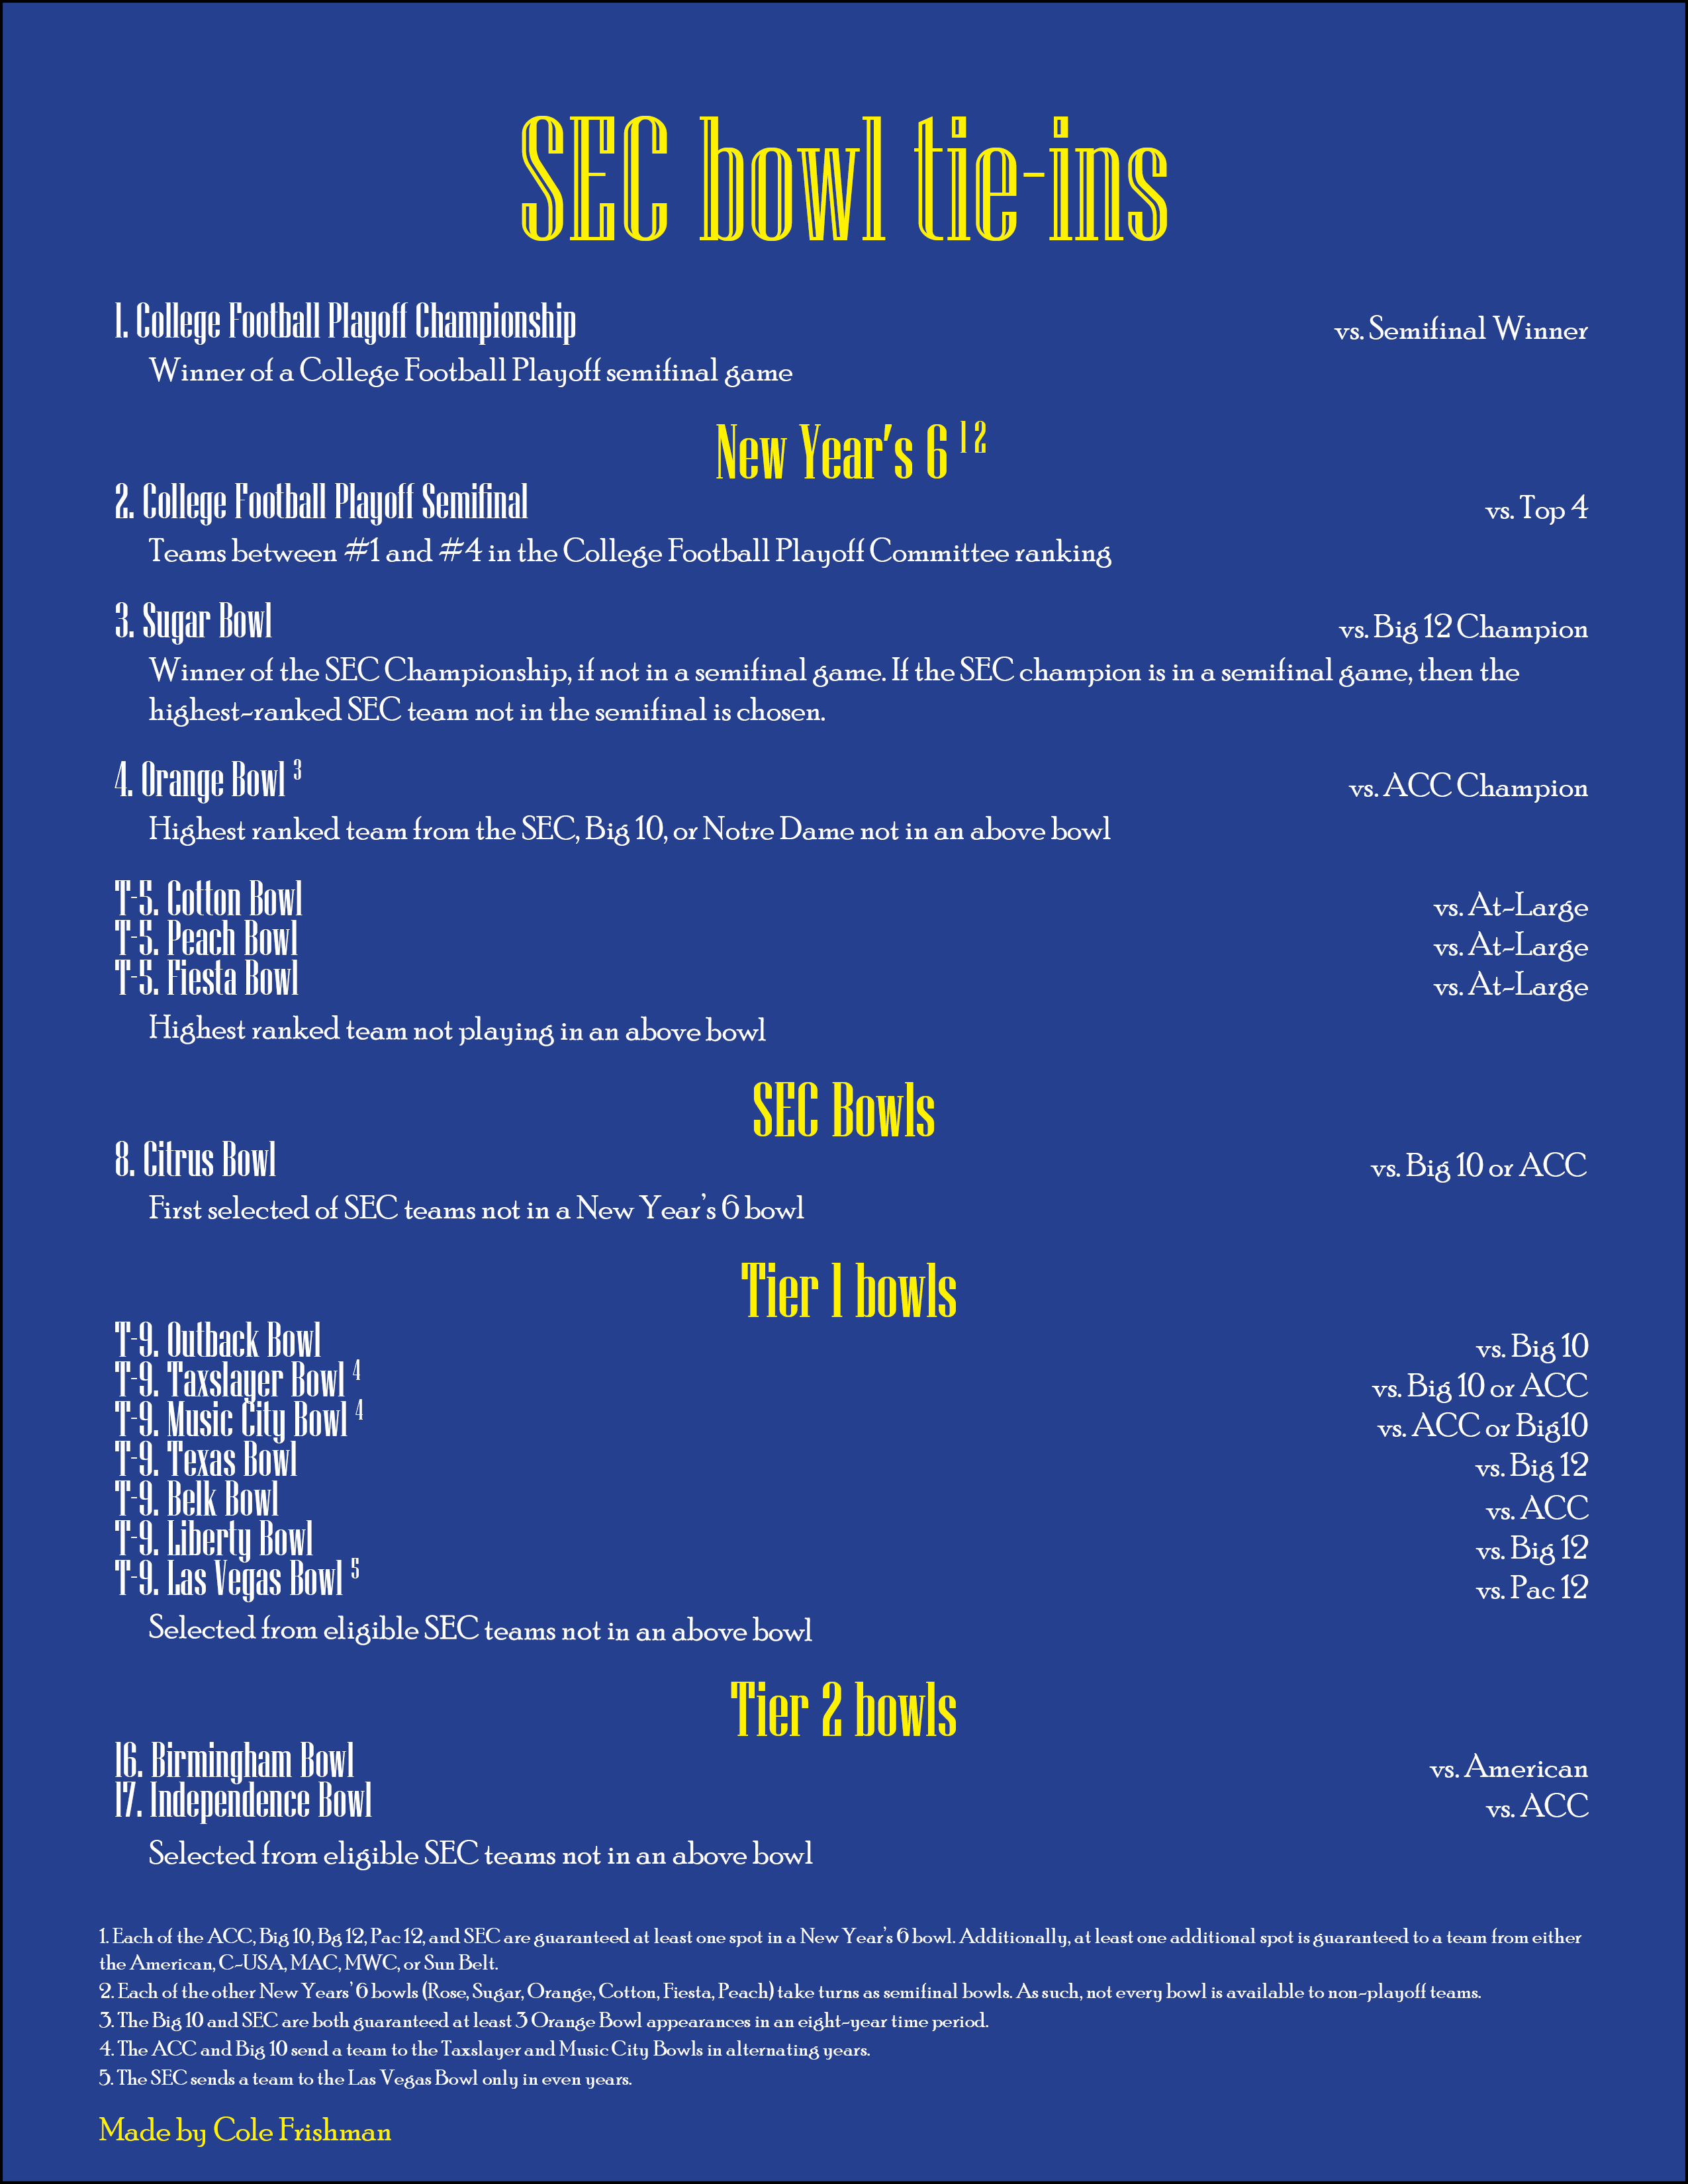 SEC bowl tie-ins
1. College Football Playoff Championship vs. Semifinal Winner
Winner of a College Football Playoff semifinal game
New Year's 6 1 2
2. College Football Playoff Semifinal vs. Top 4
Teams between #1 and #4 in the College Football Playoff Committee ranking
3. Sugar Bowl vs. Big 12 Champion
Winner of the SEC Championship, if not in a semifinal game. If the SEC champion is in a semifinal game, then the
highest-ranked SEC team not in the semifinal is chosen.
4. Orange Bowl 3 vs. ACC Champion
Highest ranked team from the SEC, Big 10, or Notre Dame not in an above bowl
T-5. Cotton Bowl vs. At-Large
T-5. Peach Bowl vs. At-Large
T-5. Fiesta Bowl vs. At-Large
Highest ranked team not playing in an above bowl
SEC Bowls
8. Citrus Bowl vs. Big 10 or ACC
First selected of SEC teams not in a New Year's 6 bowl
Tier 1 bowls
T-9. Outback Bowl vs. Big 10
T-9. Taxslayer Bowl 4 vs. Big 10 or ACC
T-9. Music City Bowl 4 vs. ACC or Big10
T-9. Texas Bowl vs. Big 12
T-9. Belk Bowl vs. ACC
T-9. Liberty Bowl vs. Big 12
T-9. Las Vegas Bowl 5 vs. Pac 12
Selected from eligible SEC teams not in an above bowl
Tier 2 bowls
16. Birmingham Bowl vs. American
17. Independence Bowl vs. ACC
Selected from eligible SEC teams not in an above bowl
1. Each of the ACC, Big 10, Bg 12, Pac 12, and SEC are guaranteed at least one spot in a New Year's 6 bowl. Additionally, at least one additional spot is guaranteed to a team from either
the American, C-USA, MAC, MWC, or Sun Belt.
2. Each of the other New Years' 6 bowls (Rose, Sugar, Orange, Cotton, Fiesta, Peach) take turns as semifinal bowls. As such, not every bowl is available to non-playoff teams.
3. The Big 10 and SEC are both guaranteed at least 3 Orange Bowl appearances in an eight-year time period.
4. The ACC and Big 10 send a team to the Taxslayer and Music City Bowls in alternating years.
5. The SEC sends a team to the Las Vegas Bowl only in even years.
Made by Cole Frishman